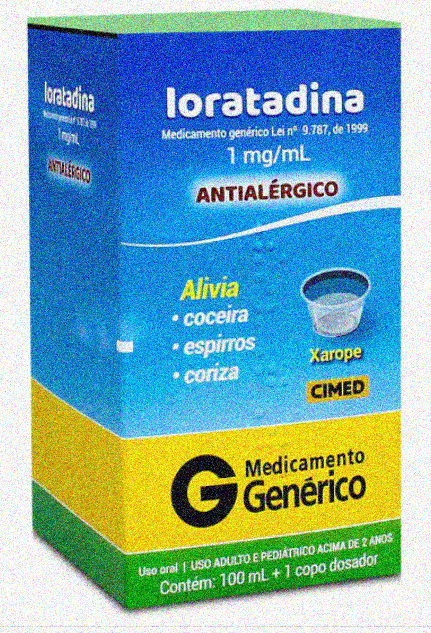 loratadina
Medicamento genérico Lei nº 9.787, de 1999
1 mg/mL
ANTIALÉRGICO
Alivia
• coceira
• espirros
• coriza
Xarope
CIMED
G Medicamento
Genérico
Uso oral | USO ADULTO E PEDIÁTRICO ACIMA DE 2 ANOS
Contém: 100 mL + 1 copo dosador
loratadina
1 mg/mL
ANTIALÉRGICO